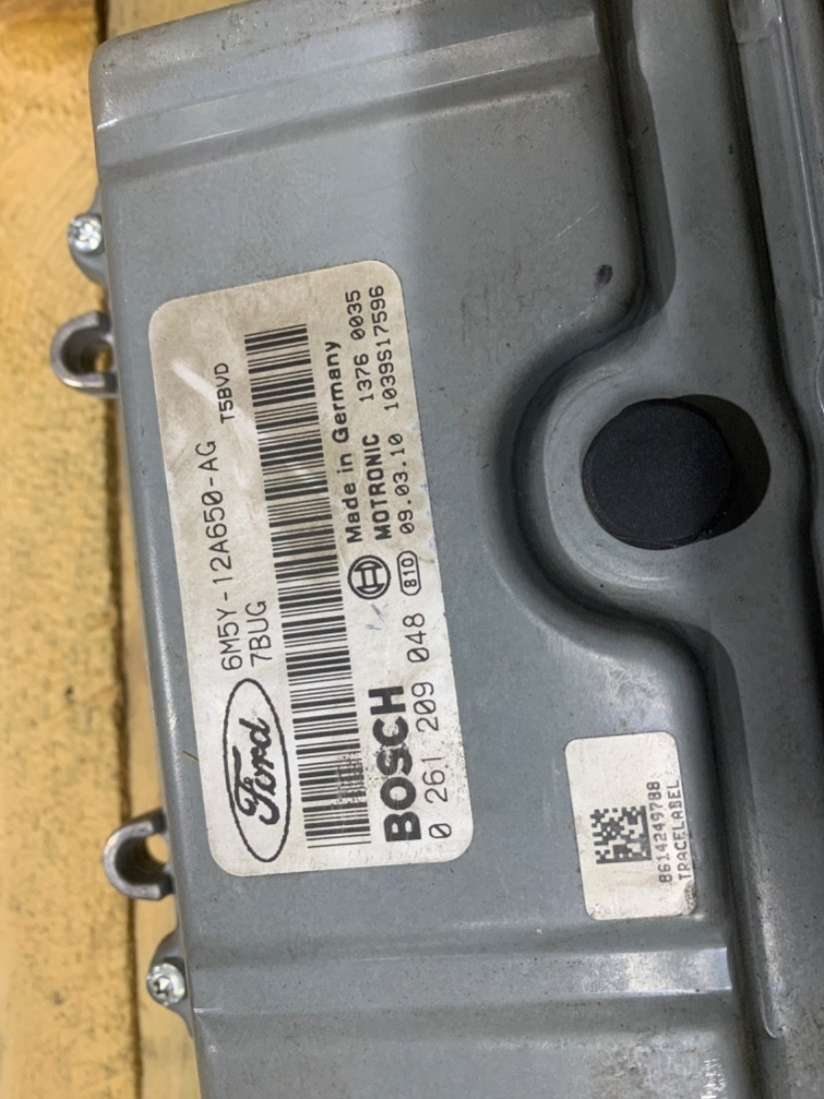 Ford
6M5Y-12A650-AG
7BUG
T5BVD
BOSCH
Made in Germany
MOTRONIC 1376 0035
0 261 209 048 810 09.03.10 1039S17596
8614249788
TRACELABEL